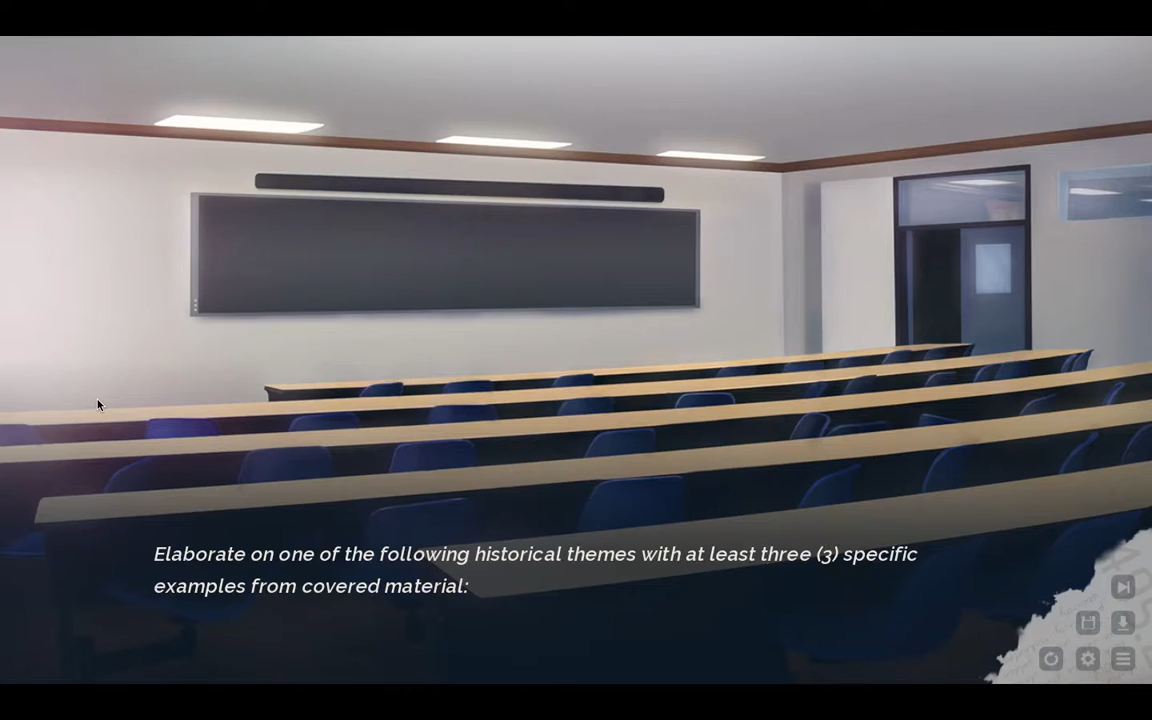 Elaborate on one of the following historical themes with at least three (3) specific
examples from covered material: